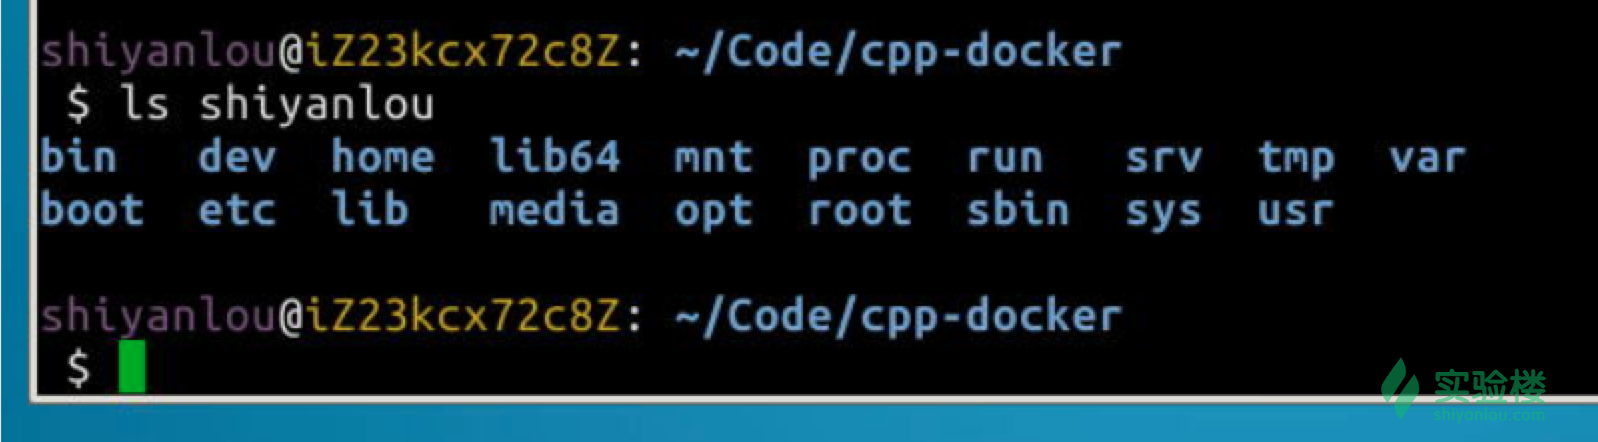 shiyanlou@iZ23kcx72c8Z: ~/Code/cpp-docker
$ ls shiyanlou
bin dev home lib64 mnt proc run srv tmp var
boot etc lib media opt root sbin sys usr
shiyanlou@iZ23kcx72c8Z: ~/Code/cpp-docker
$
实验楼
shiyanlou.com